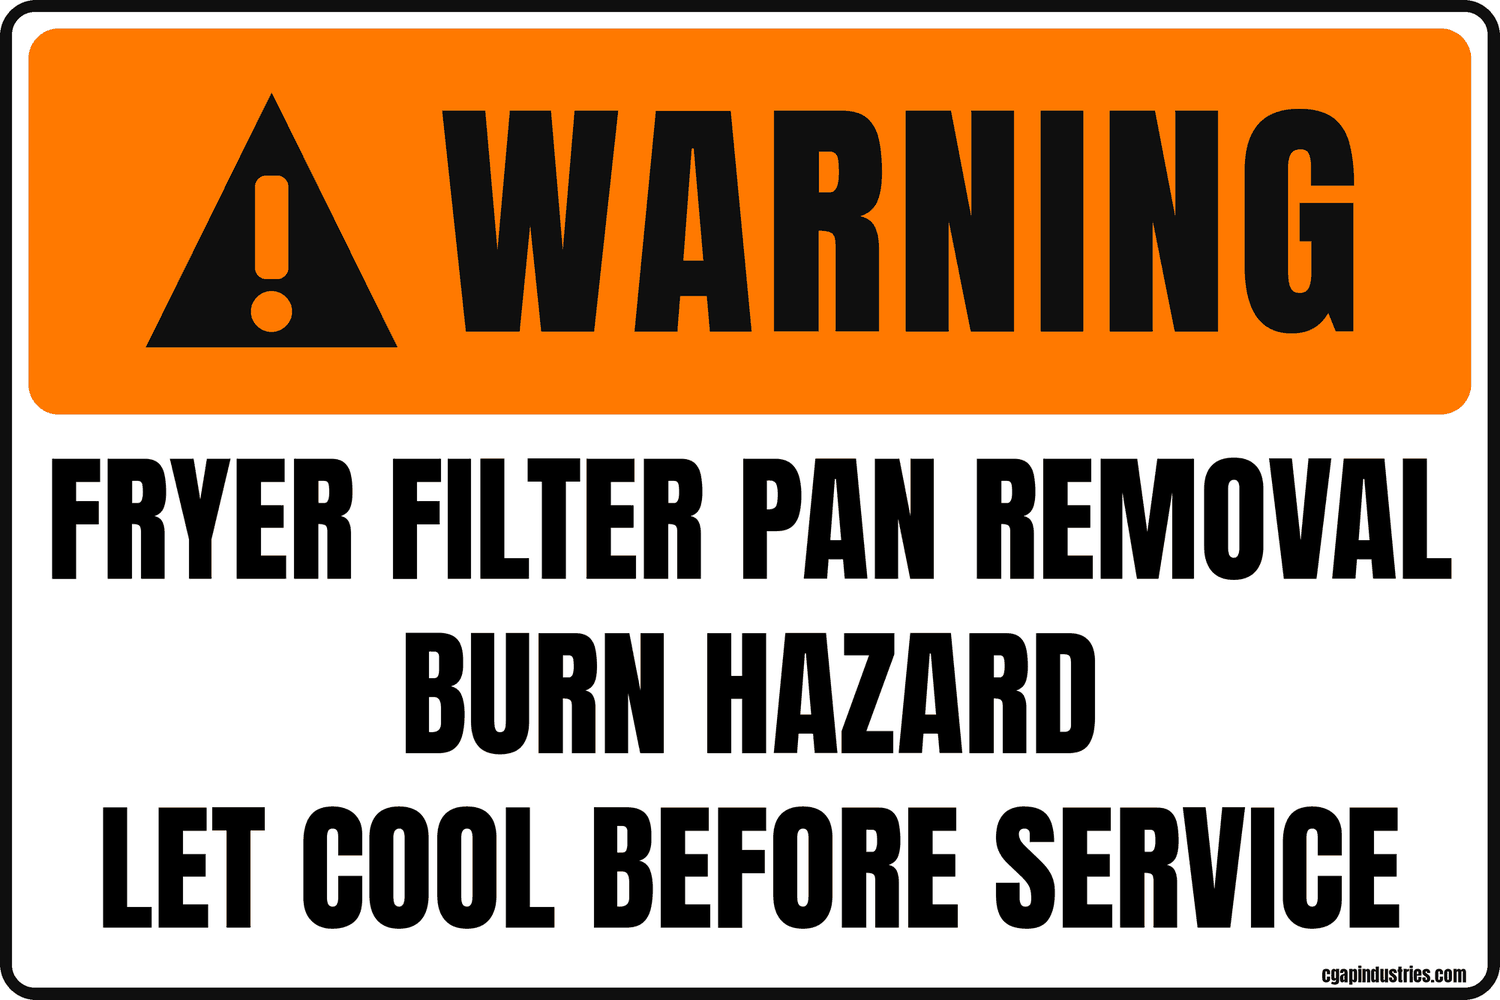 WARNING
FRYER FILTER PAN REMOVAL
BURN HAZARD
LET COOL BEFORE SERVICE
cgapindustries.com